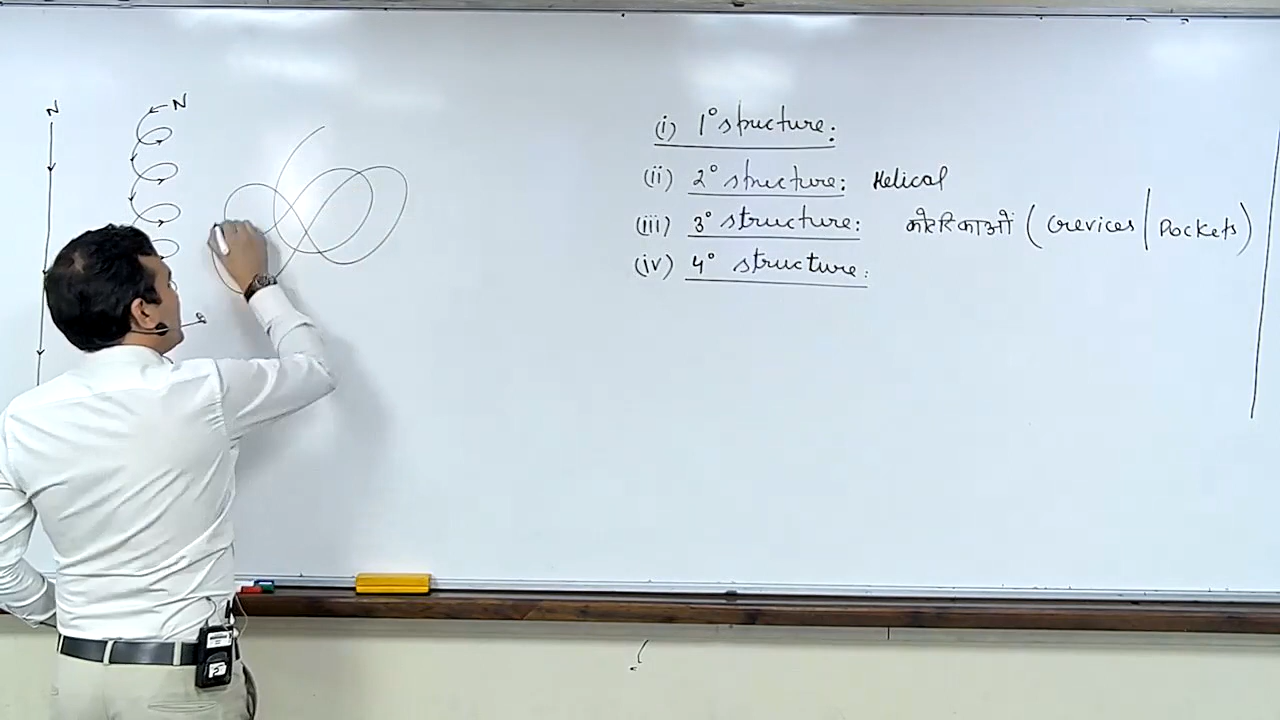 N
N
(i) 1° structure:
(ii) 2° structure: Helical
(iii) 3° structure: कोटरिकाओं (crevices | Pockets)
(iv) 4° structure: